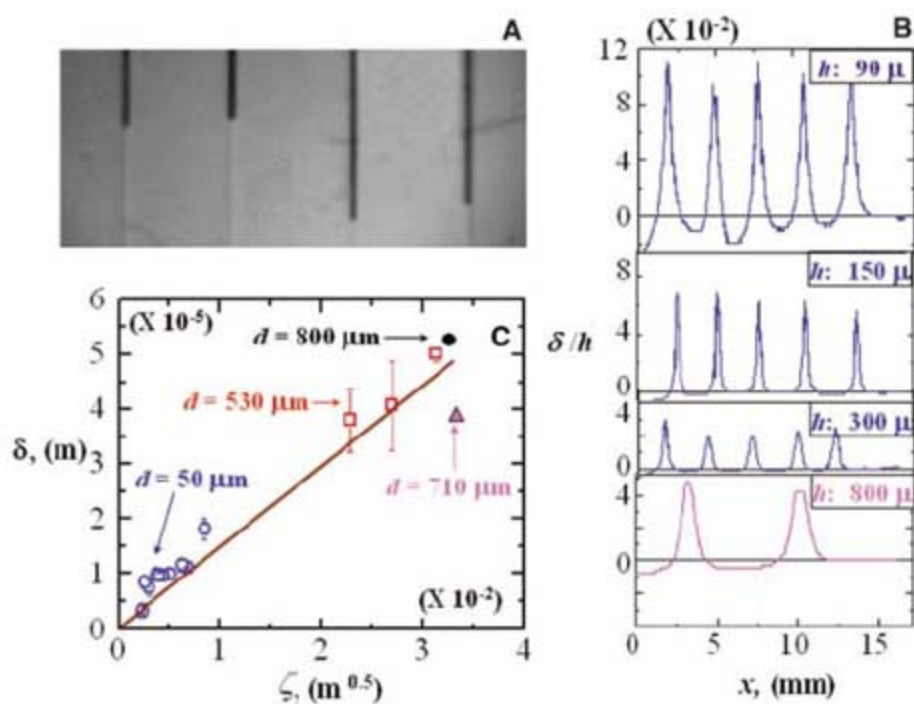 A
B
(X 10-2)
12
8
4
0
h: 90 μ
8
4
0
h: 150 μ
δ/h
4
2
0
h: 300 μ
4
0
h: 800 μ
0 5 10 15
x, (mm)
C
(X 10-5)
6
5
4
3
2
1
0
δ, (m)
d = 800 μm
d = 530 μm
d = 710 μm
d = 50 μm
(X 10-2)
0 1 2 3 4
ζ, (m 0.5)